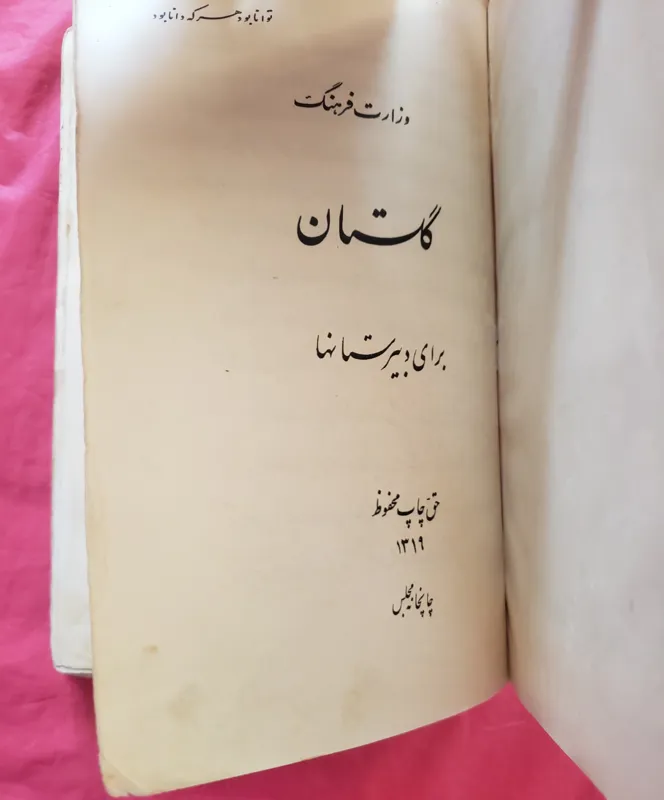 توانا بود هر که دانا بود
وزارت فرهنگ
گلستان
برای دبیرستانها
حق چاپ محفوظ
۱۳۱۹
چاپخانه مجلس